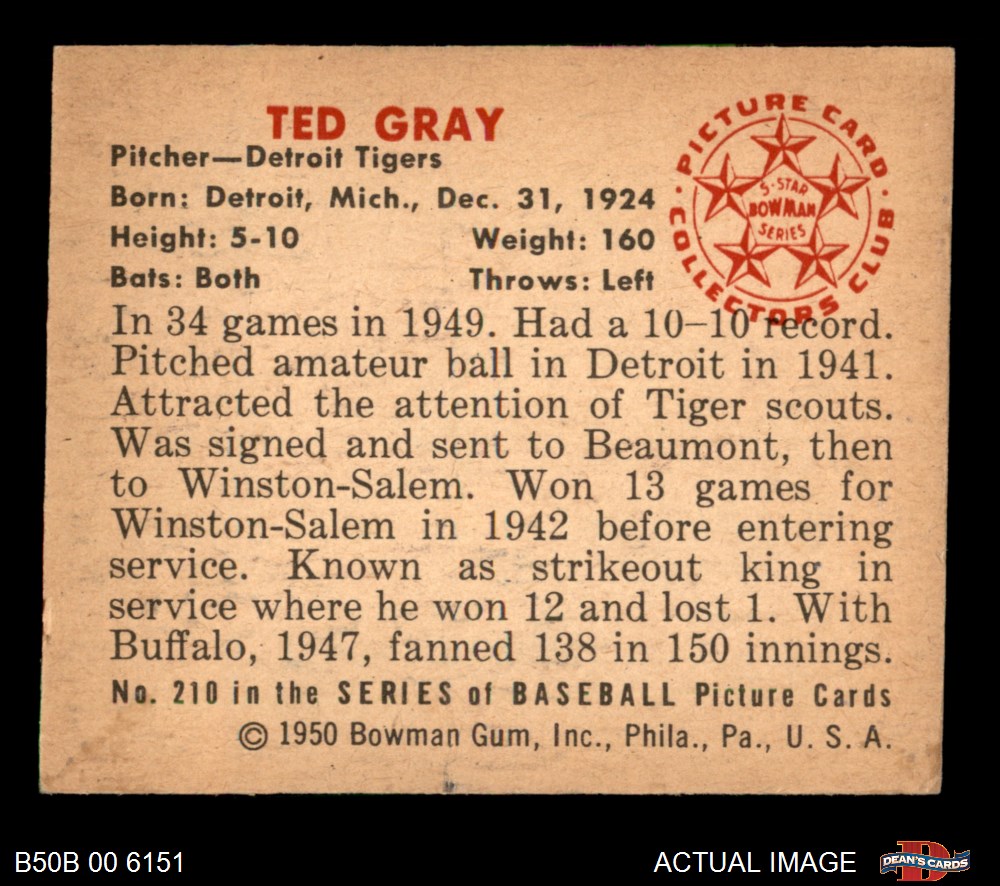 TED GRAY
Pitcher—Detroit Tigers
Born: Detroit, Mich., Dec. 31, 1924
Height: 5-10 Weight: 160
Bats: Both Throws: Left
PICTURE CARD
COLLECTORS CLUB
5-STAR
BOWMAN
SERIES
In 34 games in 1949. Had a 10-10 record.
Pitched amateur ball in Detroit in 1941.
Attracted the attention of Tiger scouts.
Was signed and sent to Beaumont, then
to Winston-Salem. Won 13 games for
Winston-Salem in 1942 before entering
service. Known as strikeout king in
service where he won 12 and lost 1. With
Buffalo, 1947, fanned 138 in 150 innings.
No. 210 in the SERIES of BASEBALL Picture Cards
© 1950 Bowman Gum, Inc., Phila., Pa., U. S. A.
B50B 00 6151
ACTUAL IMAGE
DEAN'S CARDS